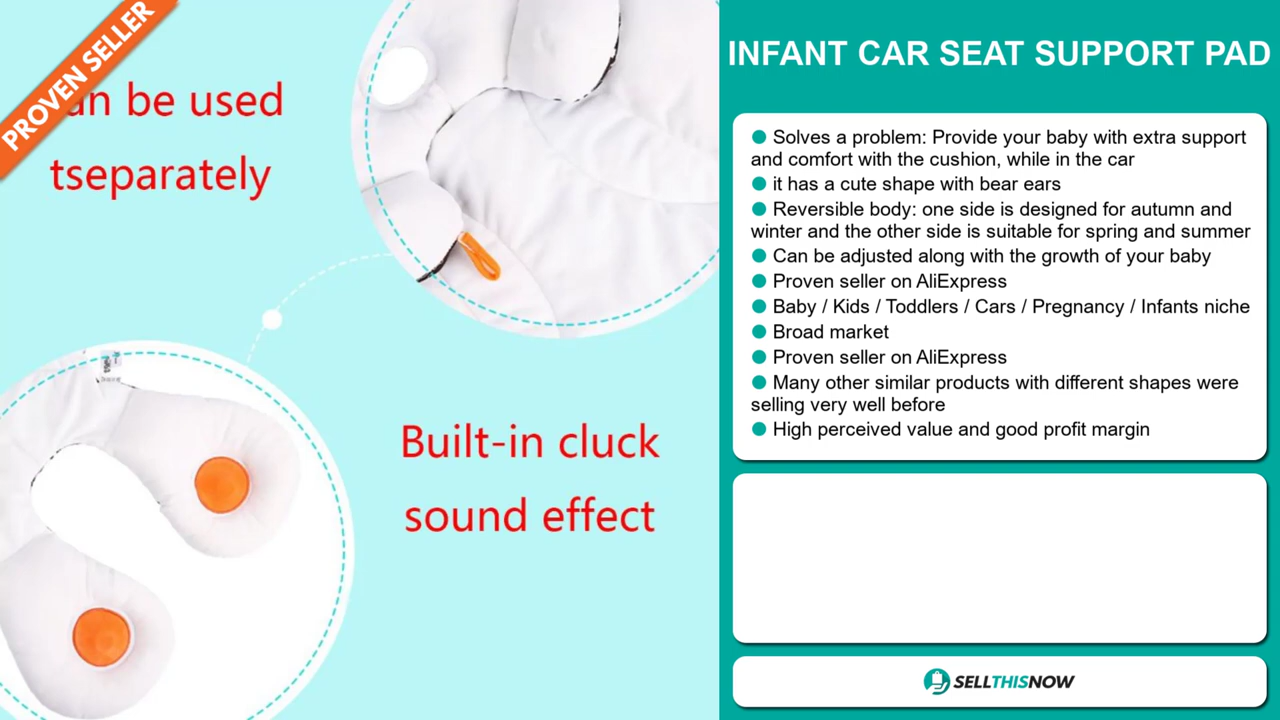 PROVEN SELLER
an be used
tseparately
Built-in cluck
sound effect
INFANT CAR SEAT SUPPORT PAD
● Solves a problem: Provide your baby with extra support
and comfort with the cushion, while in the car
● it has a cute shape with bear ears
● Reversible body: one side is designed for autumn and
winter and the other side is suitable for spring and summer
● Can be adjusted along with the growth of your baby
● Proven seller on AliExpress
● Baby / Kids / Toddlers / Cars / Pregnancy / Infants niche
● Broad market
● Proven seller on AliExpress
● Many other similar products with different shapes were
selling very well before
● High perceived value and good profit margin
SELLTHISNOW